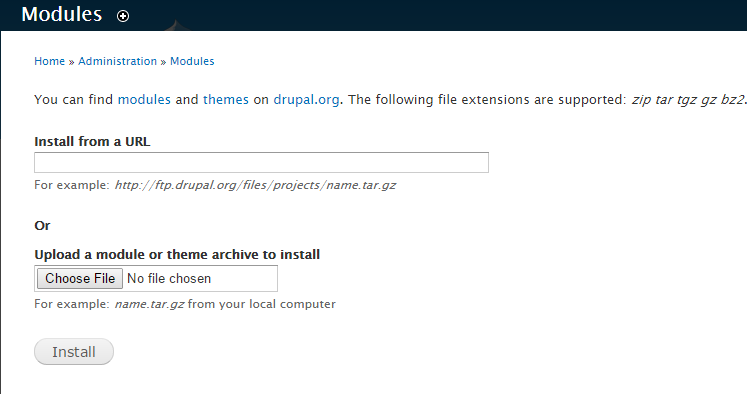 Modules
Home » Administration » Modules
You can find modules and themes on drupal.org. The following file extensions are supported: zip tar tgz gz bz2.
Install from a URL
For example: http://ftp.drupal.org/files/projects/name.tar.gz
Or
Upload a module or theme archive to install
Choose File No file chosen
For example: name.tar.gz from your local computer
Install